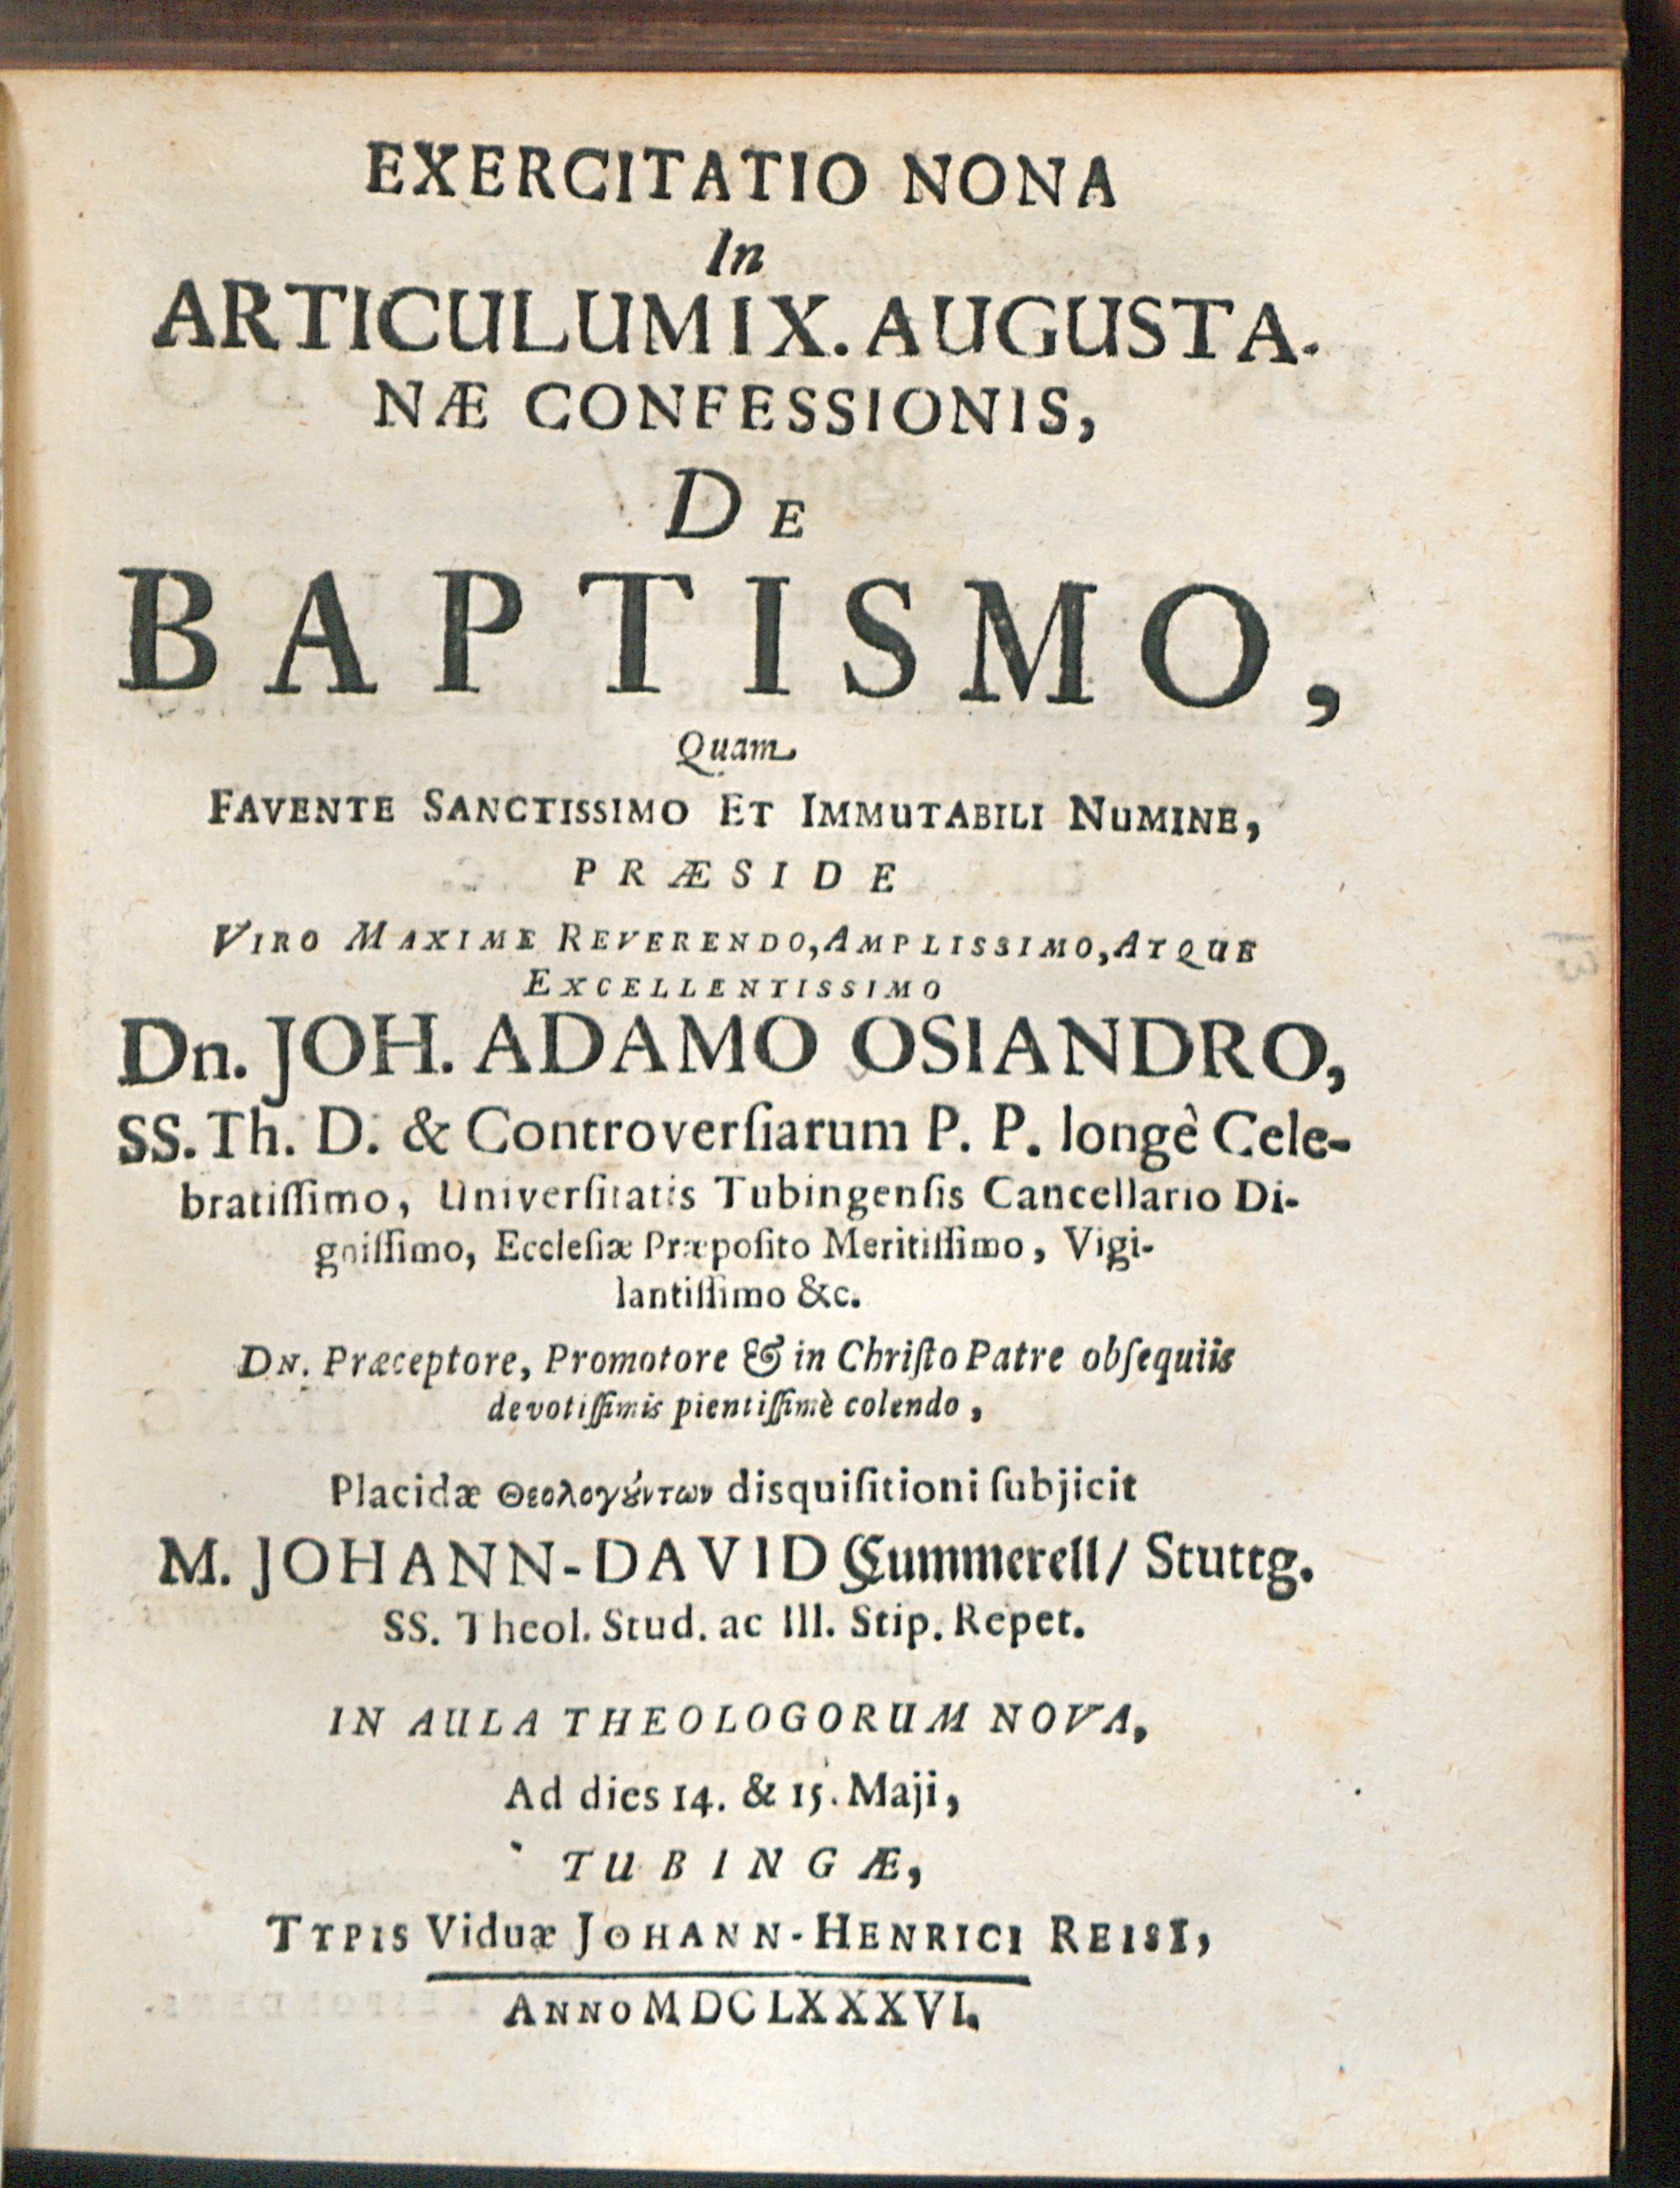 EXERCITATIO NONA
In
ARTICULUM IX. AUGUSTA-
NÆ CONFESSIONIS,
DE
BAPTISMO,
Quam
FAVENTE SANCTISSIMO ET IMMUTABILI NUMINE,
PRÆSIDE
VIRO MAXIME REVERENDO, AMPLISSIMO, ATQUE
EXCELLENTISSIMO
Dn. JOH. ADAMO OSIANDRO,
SS. Th. D. & Controverſiarum P. P. longè Cele-
bratiſſimo, Univerſitatis Tubingenſis Cancellario Di-
gniſſimo, Eccleſiæ Præpoſito Meritiſſimo, Vigi-
lantiſſimo &c.
DN. Præceptore, Promotore & in Chriſto Patre obſequiis
devotiſſimis pientiſſimè colendo,
Placidæ Θεολογούντων disquiſitioni ſubjicit
M. JOHANN-DAVID Cummerell/ Stuttg.
SS. Theol. Stud. ac Ill. Stip. Repet.
IN AULA THEOLOGORUM NOVA,
Ad dies 14. & 15. Maji,
TUBINGÆ,
TYPIS Viduæ JOHANN-HENRICI REISI,
ANNO MDCLXXXVI.